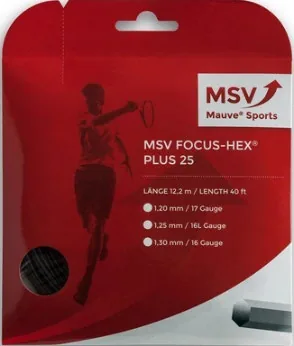 MSV
Mauve® Sports
MSV FOCUS-HEX®
PLUS 25
LÄNGE 12,2 m / LENGTH 40 ft
1,20 mm / 17 Gauge
1,25 mm / 16L Gauge
1,30 mm / 16 Gauge